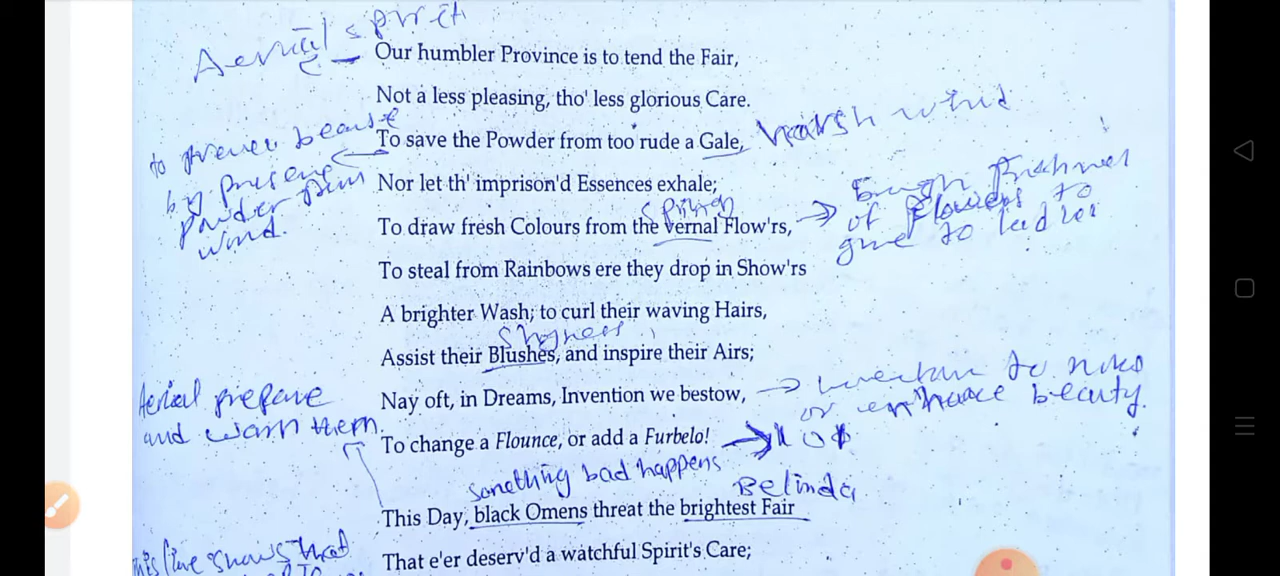 Aerial spirit
Our humbler Province is to tend the Fair,
Not a less pleasing, tho' less glorious Care.
To save the Powder from too rude a Gale, harsh wind
to beauty
by
powder from
wind.
Nor let th' imprison'd Essences exhale;
spring
To draw fresh Colours from the vernal Flow'rs,
of Flowers to
give to
To steal from Rainbows ere they drop in Show'rs
A brighter Wash; to curl their waving Hairs,
Shyness
Assist their Blushes, and inspire their Airs;
Nay oft, in Dreams, Invention we bestow,
to
or enhance beauty.
Aerial prepare
and warn them.
To change a Flounce, or add a Furbelo!
something bad happens
Belinda
This Day, black Omens threat the brightest Fair
That e'er deserv'd a watchful Spirit's Care;
this line shows that